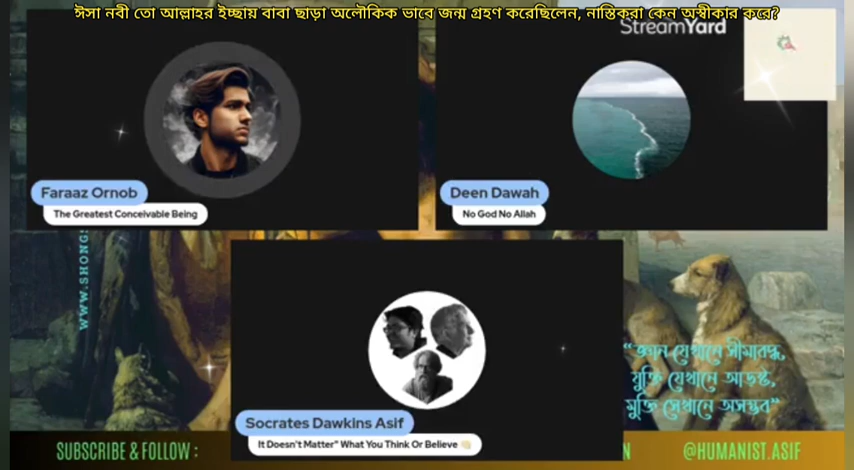 ঈসা নবী তো আল্লাহর ইচ্ছায় বাবা ছাড়া অলৌকিক ভাবে জন্ম গ্রহণ করেছিলেন, নাস্তিকরা কেন অস্বীকার করে?
StreamYard
Faraaz Ornob
The Greatest Conceivable Being
Deen Dawah
No God No Allah
WWW.SHONGS
"জ্ঞান যেখানে সীমাবদ্ধ,
যুক্তি যেখানে আড়ষ্ট,
মুক্তি সেখানে অসম্ভব"
Socrates Dawkins Asif
It Doesn't Matter" What You Think Or Believe
SUBSCRIBE & FOLLOW :
N
@HUMANIST.ASIF